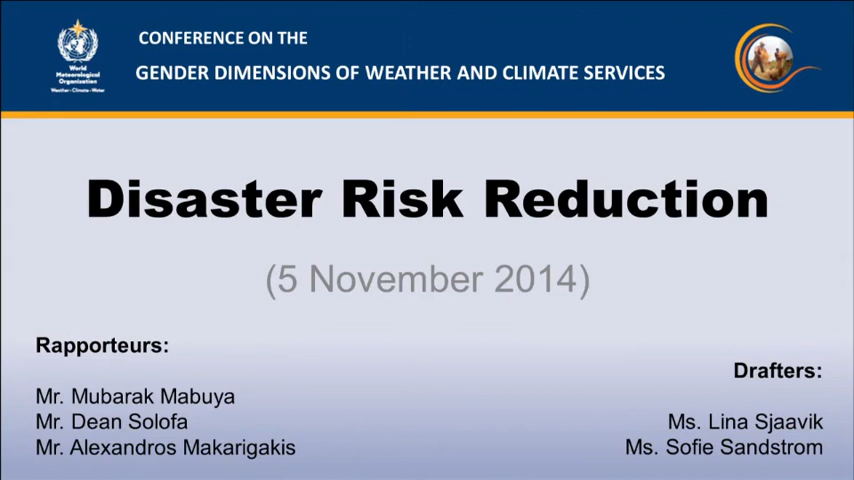 CONFERENCE ON THE
GENDER DIMENSIONS OF WEATHER AND CLIMATE SERVICES
World
Meteorological
Organization
Weather · Climate · Water
Disaster Risk Reduction
(5 November 2014)
Rapporteurs:
Mr. Mubarak Mabuya
Mr. Dean Solofa
Mr. Alexandros Makarigakis
Drafters:
Ms. Lina Sjaavik
Ms. Sofie Sandstrom